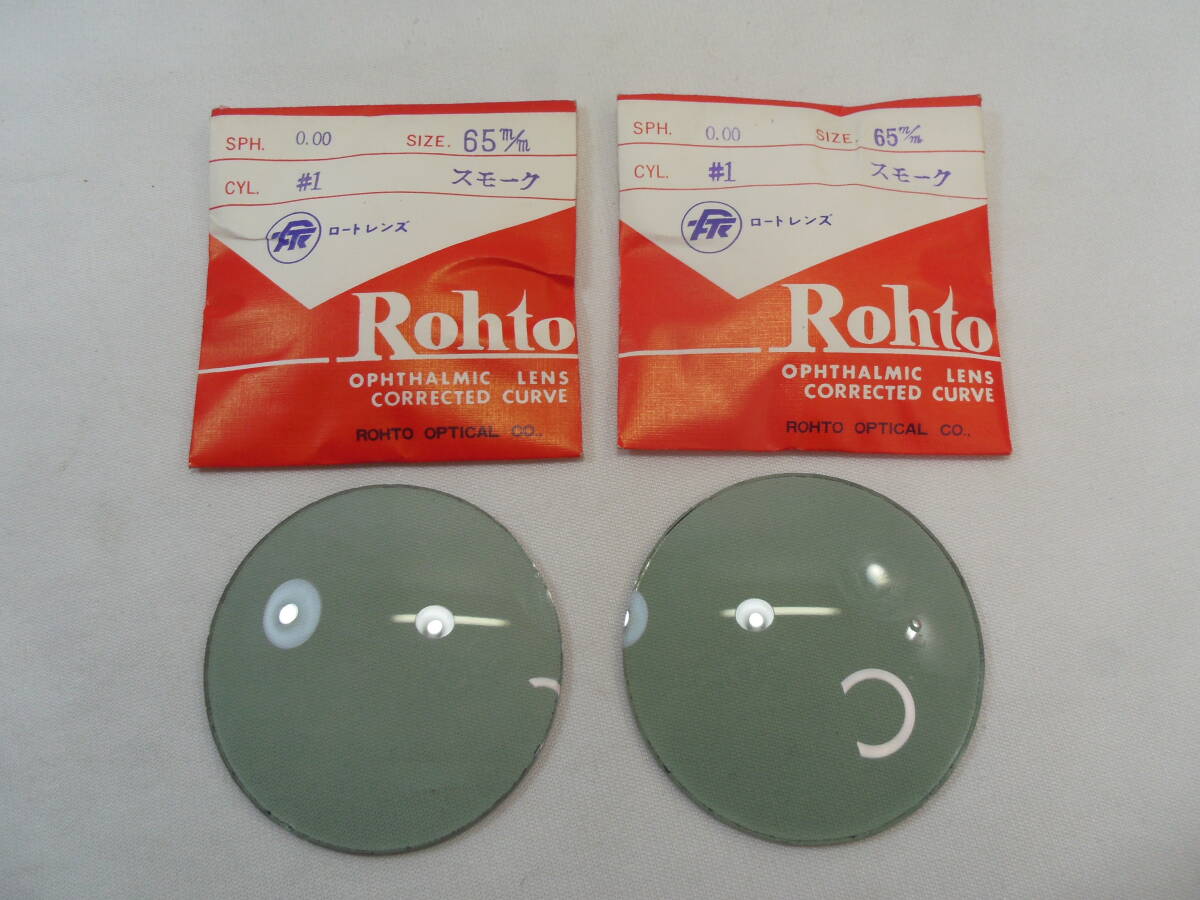 SPH. 0.00 SIZE. 65 m/m
CYL. #1 スモーク
ロートレンズ
Rohto
OPHTHALMIC LENS
CORRECTED CURVE
ROHTO OPTICAL CO.,
SPH. 0.00 SIZE. 65 m/m
CYL. #1 スモーク
ロートレンズ
Rohto
OPHTHALMIC LENS
CORRECTED CURVE
ROHTO OPTICAL CO.,